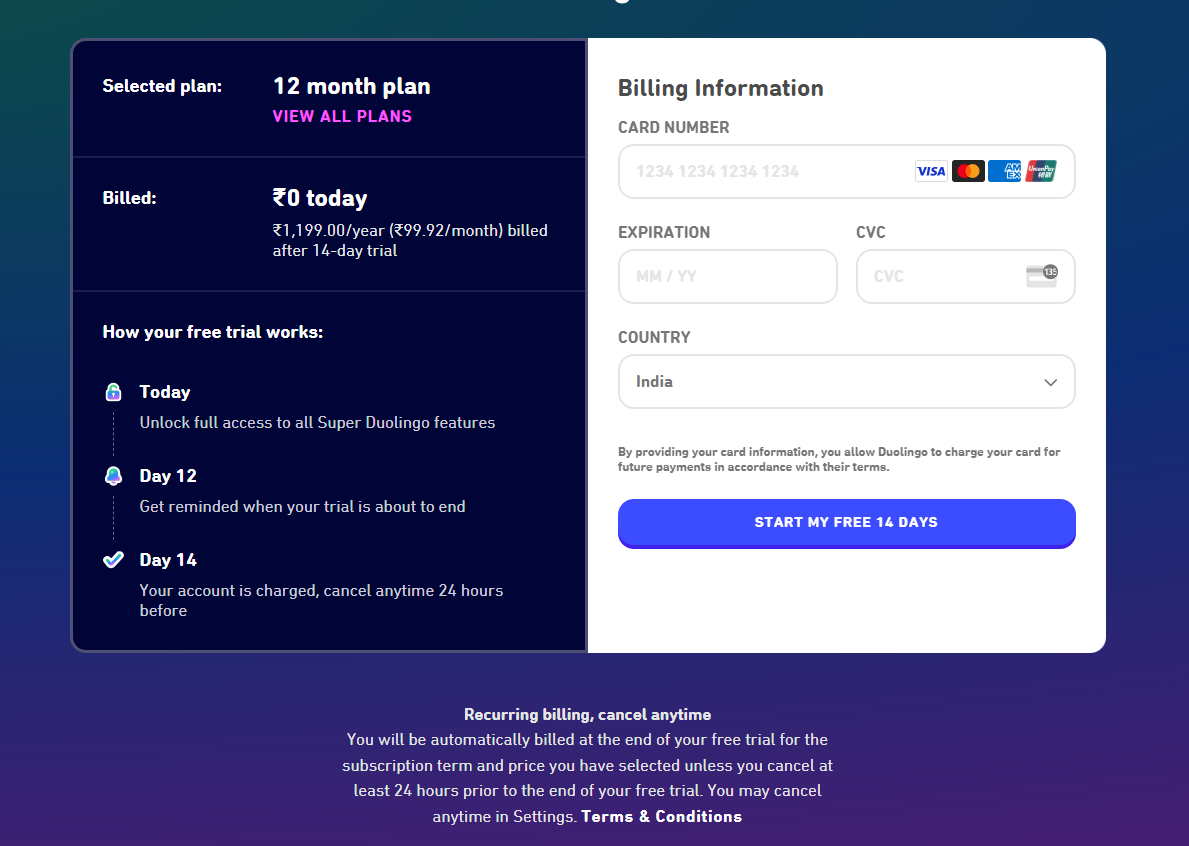 Selected plan:
12 month plan
VIEW ALL PLANS
Billed:
₹0 today
₹1,199.00/year (₹99.92/month) billed
after 14-day trial
How your free trial works:
Today
Unlock full access to all Super Duolingo features
Day 12
Get reminded when your trial is about to end
Day 14
Your account is charged, cancel anytime 24 hours
before
Billing Information
CARD NUMBER
1234 1234 1234 1234
VISA
AM
EX
UnionPay
银联
EXPIRATION
CVC
MM / YY
CVC
135
COUNTRY
India
By providing your card information, you allow Duolingo to charge your card for
future payments in accordance with their terms.
START MY FREE 14 DAYS
Recurring billing, cancel anytime
You will be automatically billed at the end of your free trial for the
subscription term and price you have selected unless you cancel at
least 24 hours prior to the end of your free trial. You may cancel
anytime in Settings. Terms & Conditions